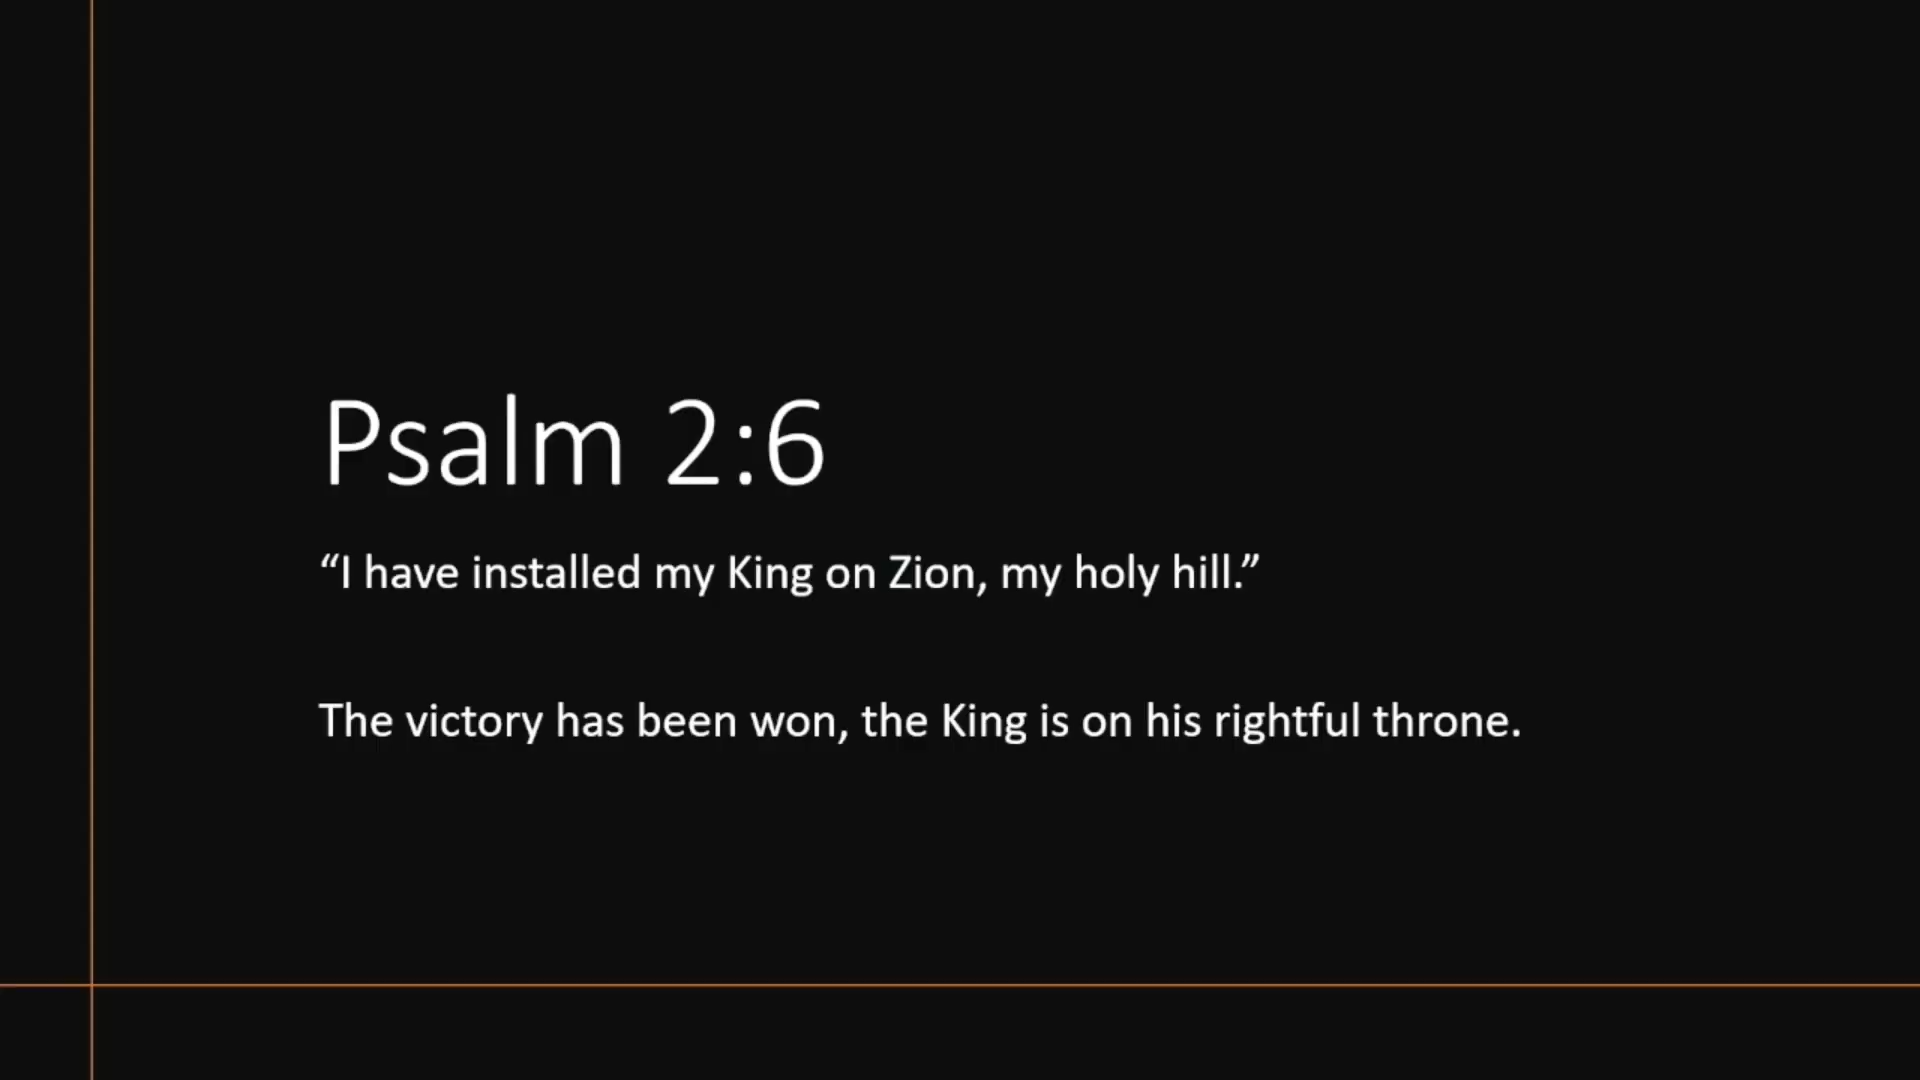 Psalm 2:6
“I have installed my King on Zion, my holy hill.”
The victory has been won, the King is on his rightful throne.